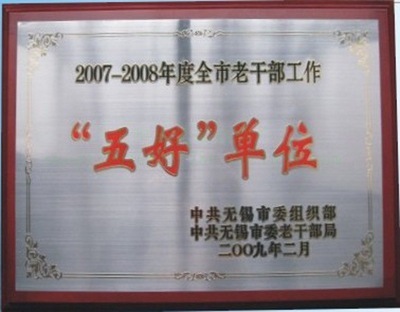 2007-2008年度全市老干部工作
“五好”单位
中共无锡市委组织部
中共无锡市委老干部局
二〇〇九年二月